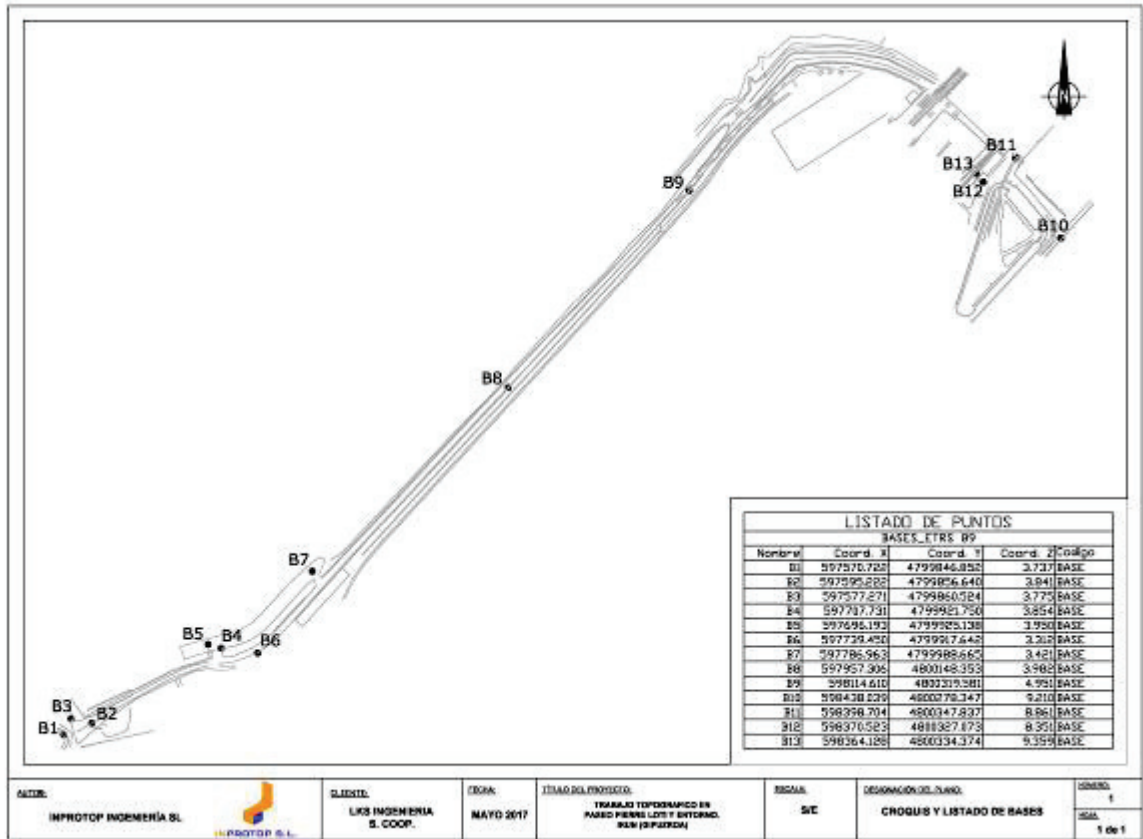 B11
B13
B12
B9
B10
B8
B7
B5 B4
B6
B3
B2
B1
LISTADO DE PUNTOS
BASES_ETRS 89
Nombre Coord. X Coord. Y Coord. Z Codigo
B1 597570.722 4799846.852 3.737 BASE
B2 597595.222 4799856.640 3.841 BASE
B3 597577.271 4799860.524 3.775 BASE
B4 597707.731 4799921.750 3.854 BASE
B5 597696.193 4799925.138 3.950 BASE
B6 597739.450 4799917.642 3.312 BASE
B7 597786.963 4799988.665 3.421 BASE
B8 597957.306 4800148.353 3.982 BASE
B9 598114.610 4800319.581 4.951 BASE
B10 598438.039 4800278.347 9.210 BASE
B11 598398.704 4800347.837 8.861 BASE
B12 598370.523 4800327.073 8.351 BASE
B13 598364.128 4800334.374 9.359 BASE
AUTOR:
INPROTOP INGENIERÍA SL
INPROTOP S.L.
CLIENTE:
LKS INGENIERIA
S. COOP.
FECHA:
MAYO 2017
TÍTULO DEL PROYECTO:
TRABAJO TOPOGRAFICO EN
PASEO PIERRE LOTI Y ENTORNO.
IRUN (GIPUZKOA)
ESCALA:
S/E
DESIGNACIÓN DEL PLANO:
CROQUIS Y LISTADO DE BASES
NÚMERO:
1
HOJA:
1 de 1